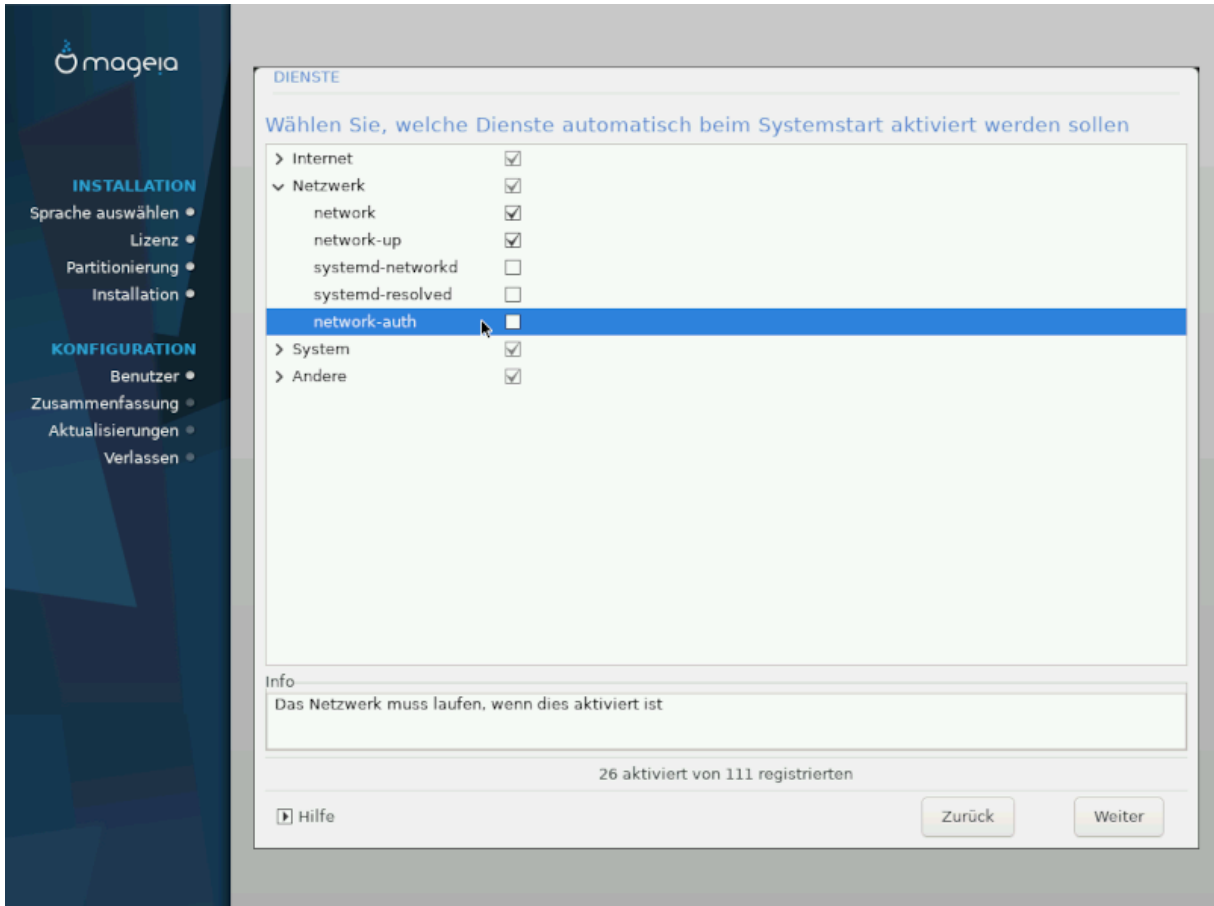 mageia
INSTALLATION
Sprache auswählen
Lizenz
Partitionierung
Installation
KONFIGURATION
Benutzer
Zusammenfassung
Aktualisierungen
Verlassen
DIENSTE
Wählen Sie, welche Dienste automatisch beim Systemstart aktiviert werden sollen
Internet
Netzwerk
network
network-up
systemd-networkd
systemd-resolved
network-auth
System
Andere
Info
Das Netzwerk muss laufen, wenn dies aktiviert ist
26 aktiviert von 111 registrierten
Hilfe
Zurück
Weiter